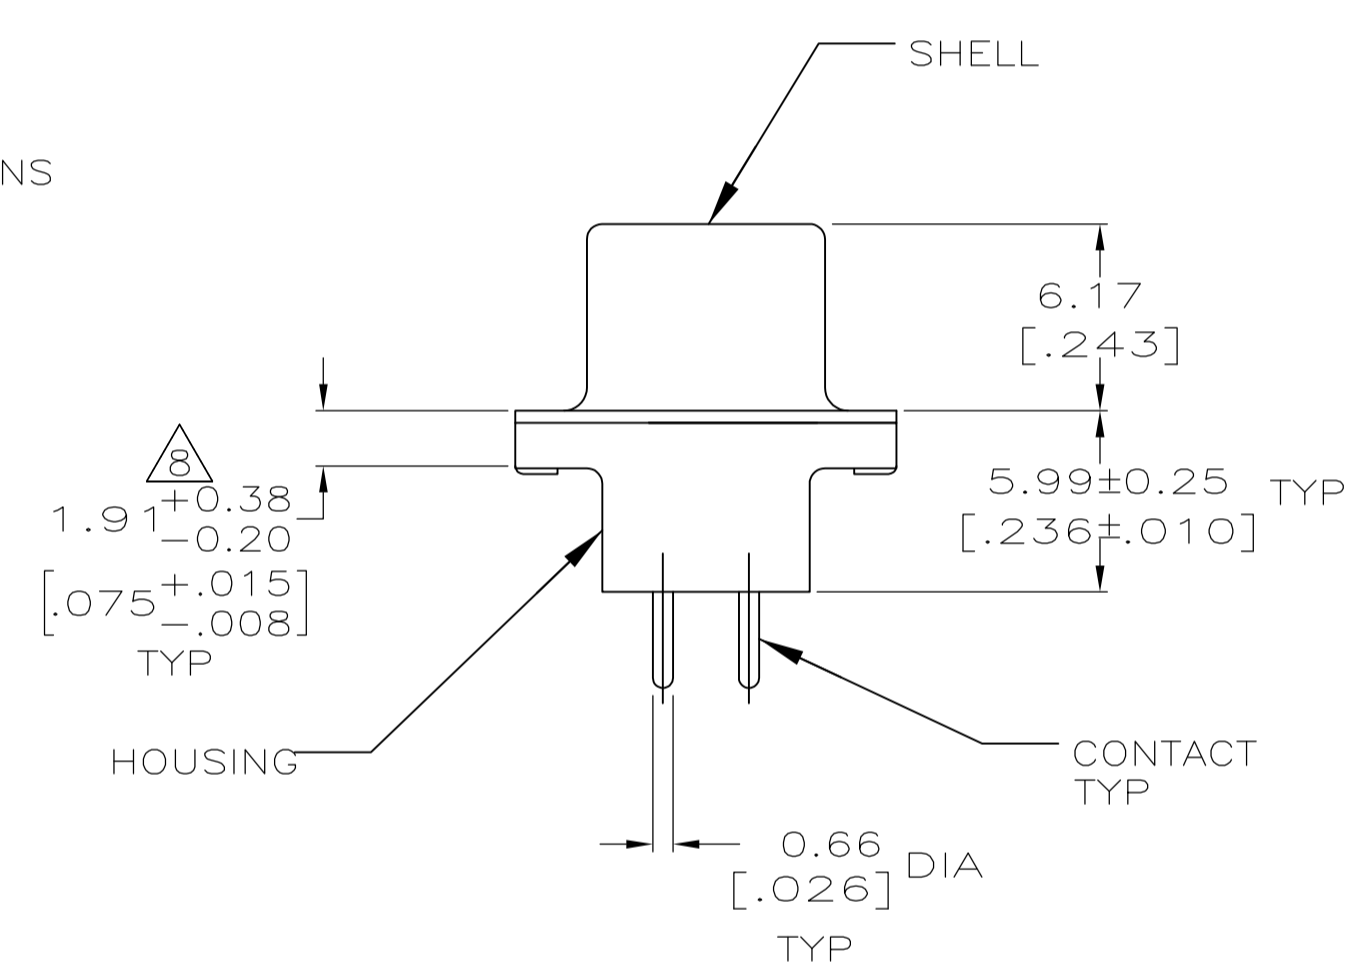 SHELL
NS
6.17
[.243]
8
1.91 +0.38
-0.20
[.075 +.015
-.008]
TYP
5.99±0.25 TYP
[.236±.010]
HOUSING
CONTACT
TYP
0.66 DIA
[.026]
TYP